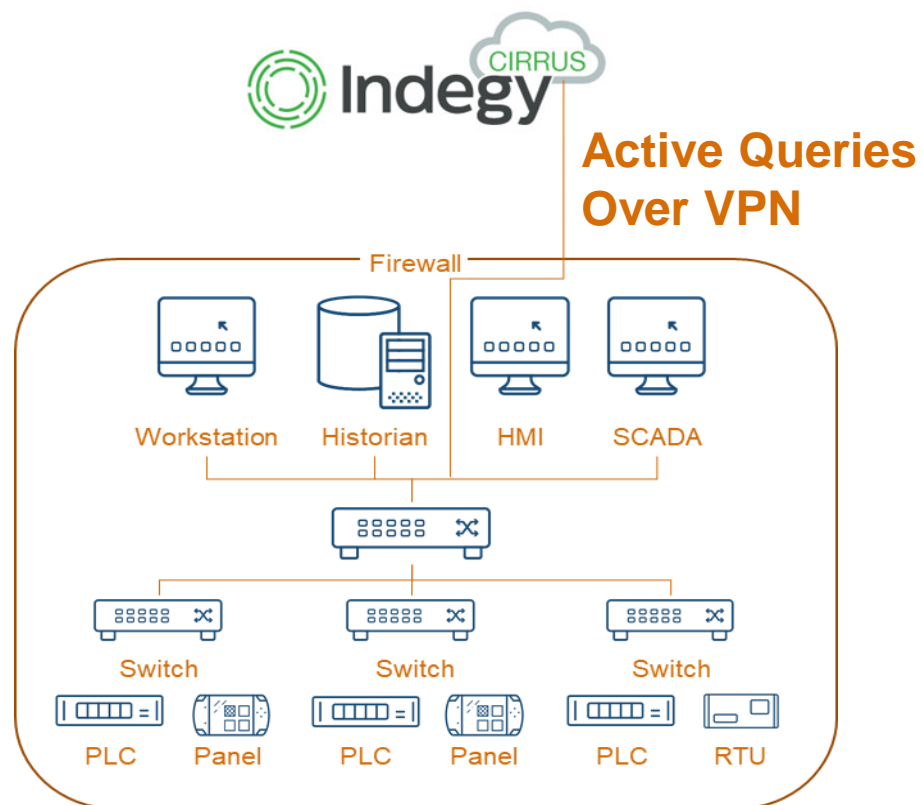 CIRRUS
Indegy
Active Queries
Over VPN
Firewall
Workstation Historian HMI SCADA
Switch Switch Switch
PLC Panel PLC Panel PLC RTU